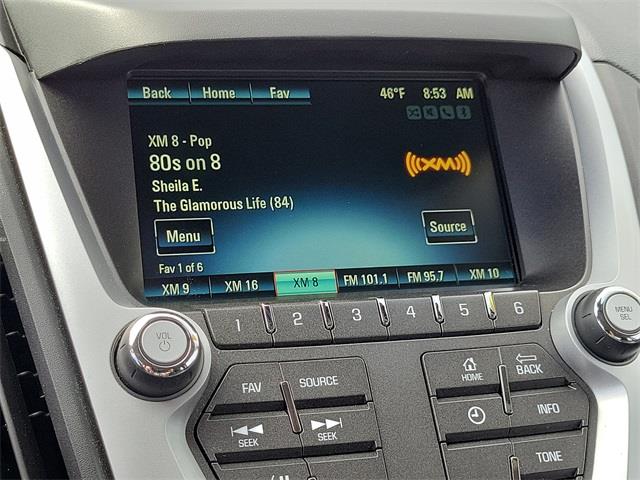 Back Home Fav 46°F 8:53 AM
XM 8 - Pop
80s on 8
((XM))
Sheila E.
The Glamorous Life (84)
Menu
Source
Fav 1 of 6
XM 9 XM 16 XM 8 FM 101.1 FM 95.7 XM 10
1 2 3 4 5 6
VOL
MENU
SEL
FAV SOURCE
HOME BACK
SEEK SEEK
INFO
TONE